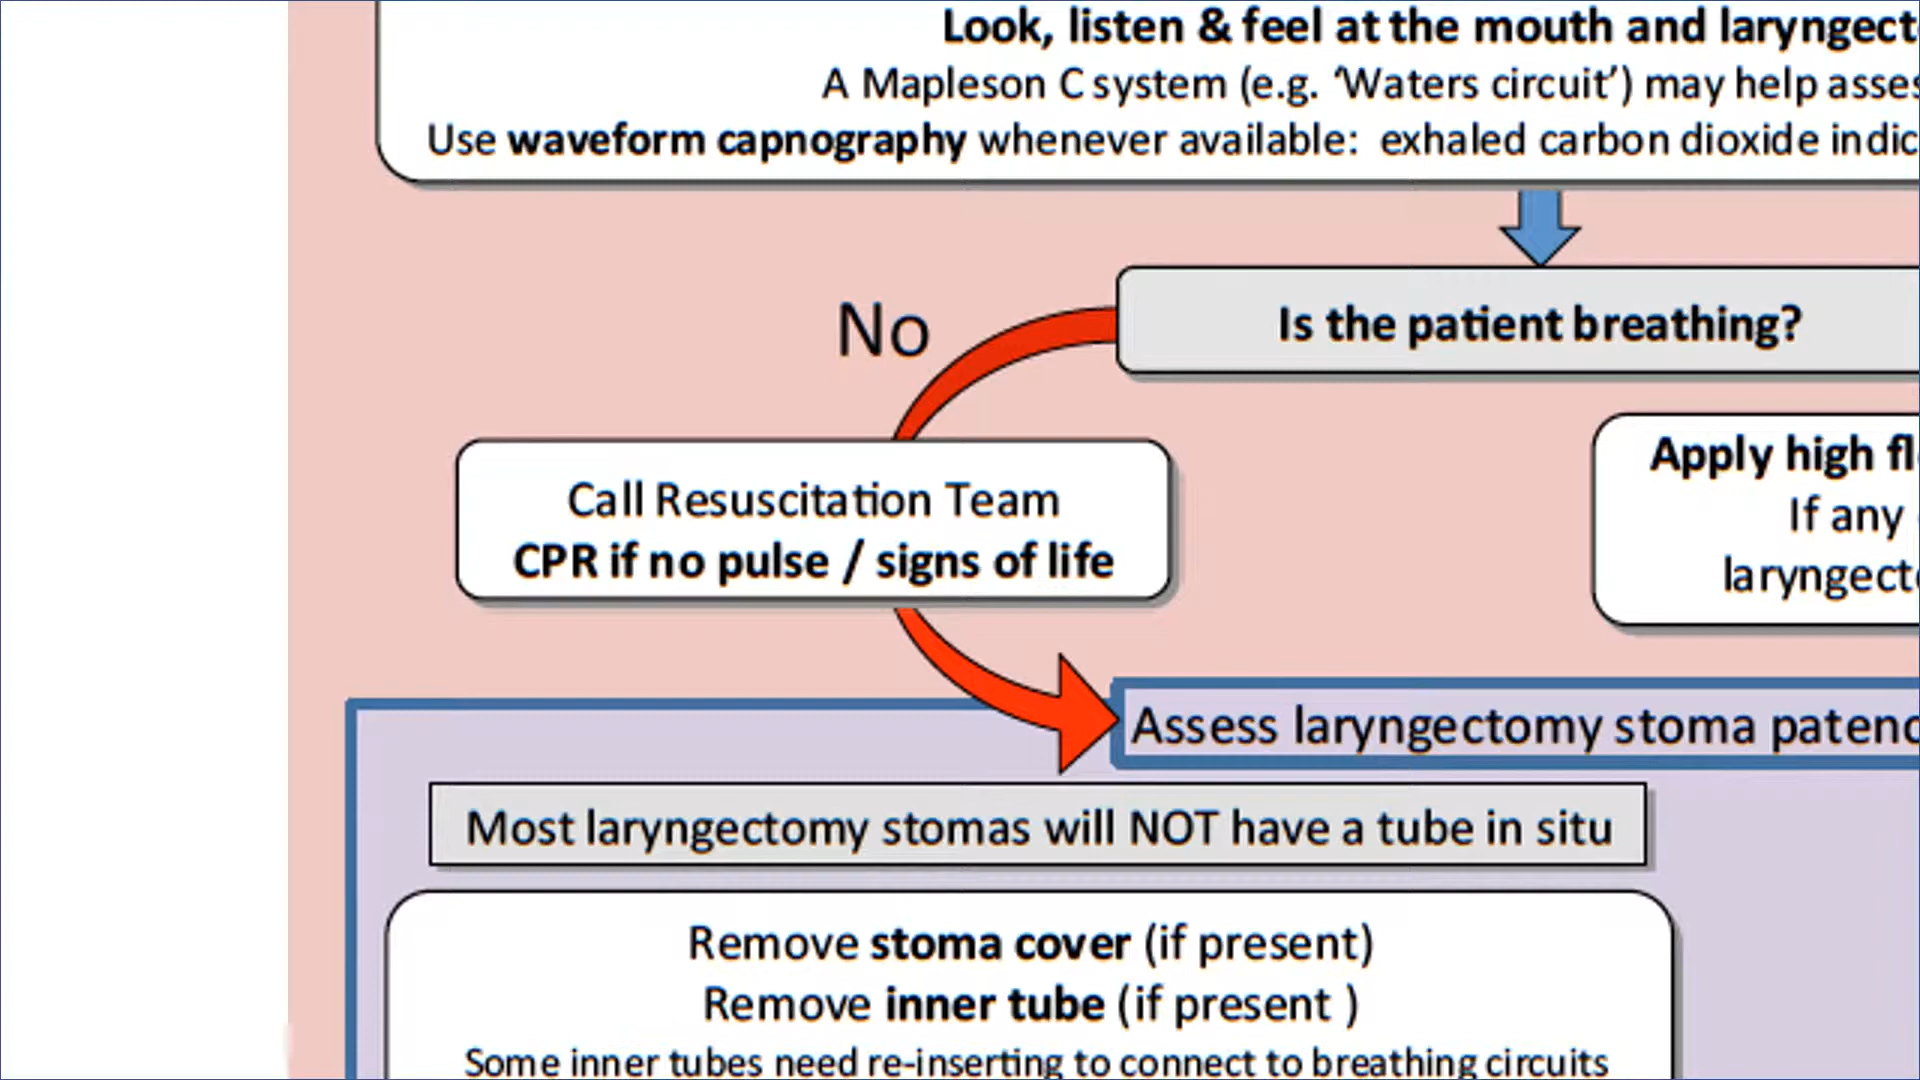 Look, listen & feel at the mouth and laryngect
A Mapleson C system (e.g. ‘Waters circuit’) may help asses
Use waveform capnography whenever available: exhaled carbon dioxide indic
Is the patient breathing?
No
Apply high fl
If any
laryngect
Call Resuscitation Team
CPR if no pulse / signs of life
Assess laryngectomy stoma patenc
Most laryngectomy stomas will NOT have a tube in situ
Remove stoma cover (if present)
Remove inner tube (if present )
Some inner tubes need re-inserting to connect to breathing circuits